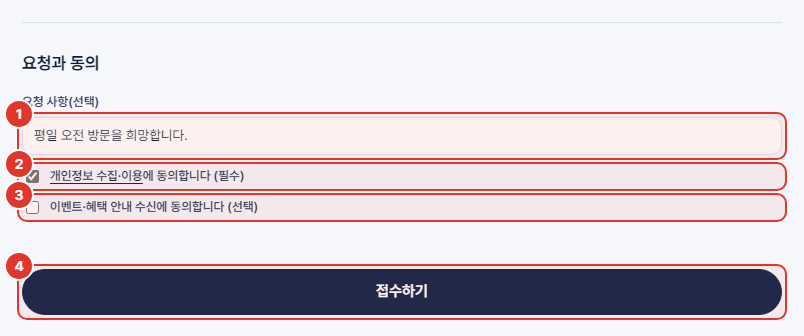 요청과 동의
요청 사항(선택)
1
평일 오전 방문을 희망합니다.
2
개인정보 수집·이용에 동의합니다 (필수)
3
이벤트·혜택 안내 수신에 동의합니다 (선택)
4
접수하기